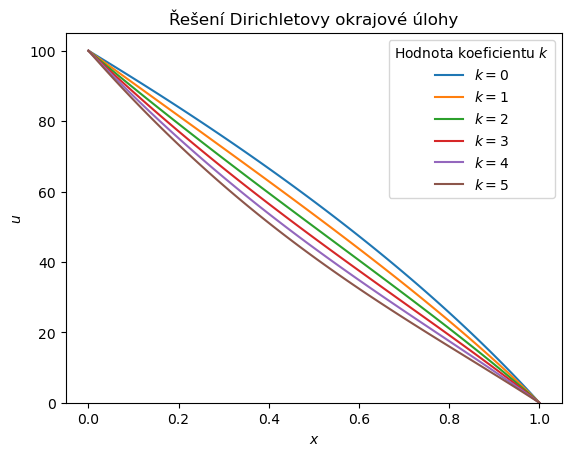 Řešení Dirichletovy okrajové úlohy
100
80
60
40
20
0
u
Hodnota koeficientu k
k = 0
k = 1
k = 2
k = 3
k = 4
k = 5
0.0 0.2 0.4 0.6 0.8 1.0
x